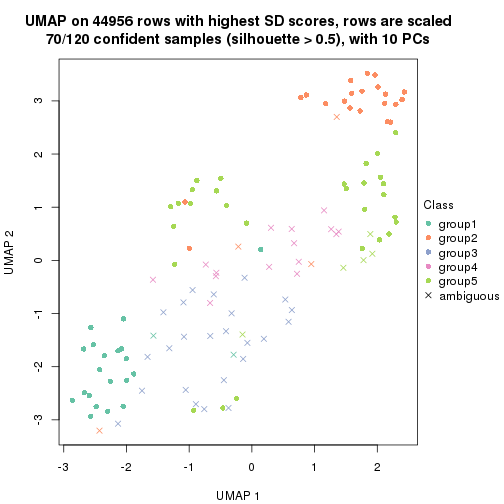 UMAP on 44956 rows with highest SD scores, rows are scaled
70/120 confident samples (silhouette > 0.5), with 10 PCs
3
2
1
0
-1
-2
-3
UMAP 2
-3 -2 -1 0 1 2
UMAP 1
Class
group1
group2
group3
group4
group5
ambiguous